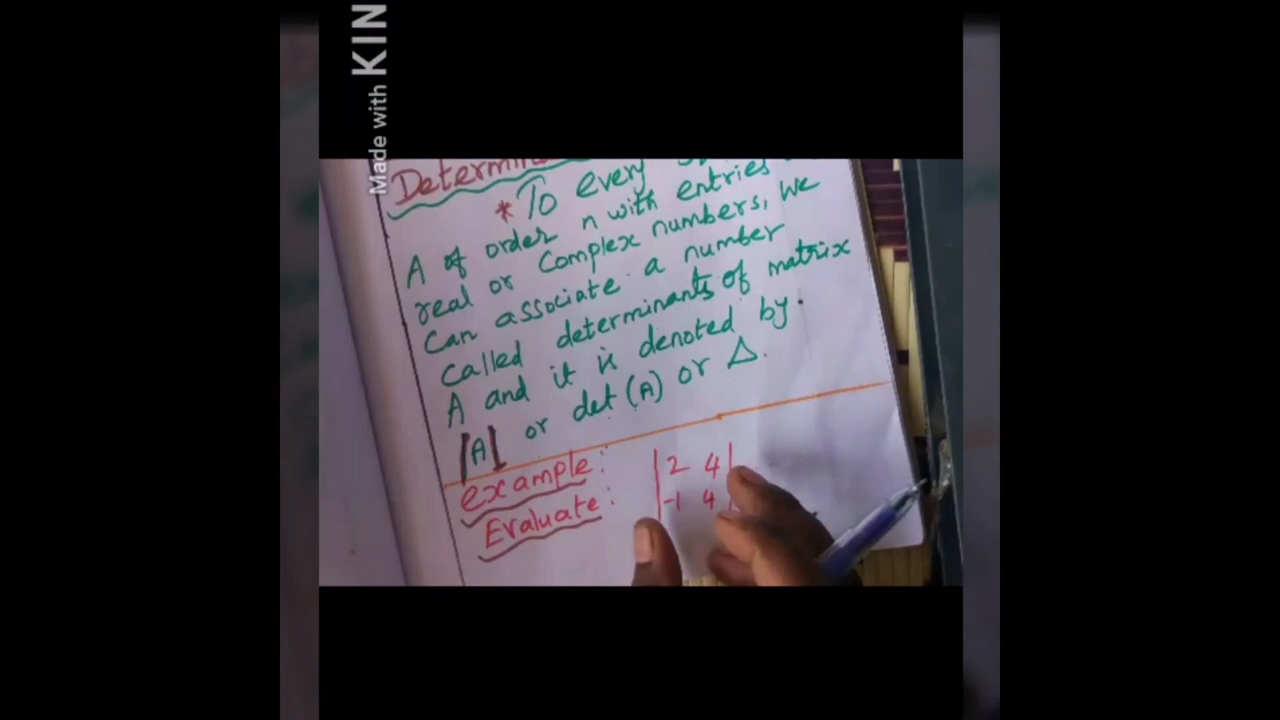 Made with KIN
* To every
A of order n with entries
real or Complex numbers, we
Can associate a number
called determinants of matrix
A and it is denoted by
|A| or det (A) or Δ.
example:
Evaluate:
|2 4|
|-1 4|